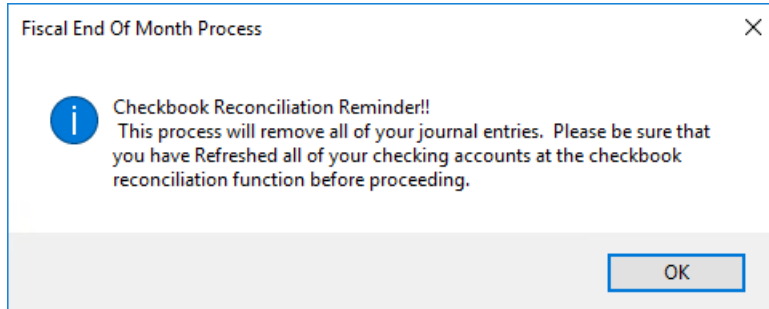 Fiscal End Of Month Process
Checkbook Reconciliation Reminder!!
This process will remove all of your journal entries.  Please be sure that
you have Refreshed all of your checking accounts at the checkbook
reconciliation function before proceeding.
OK